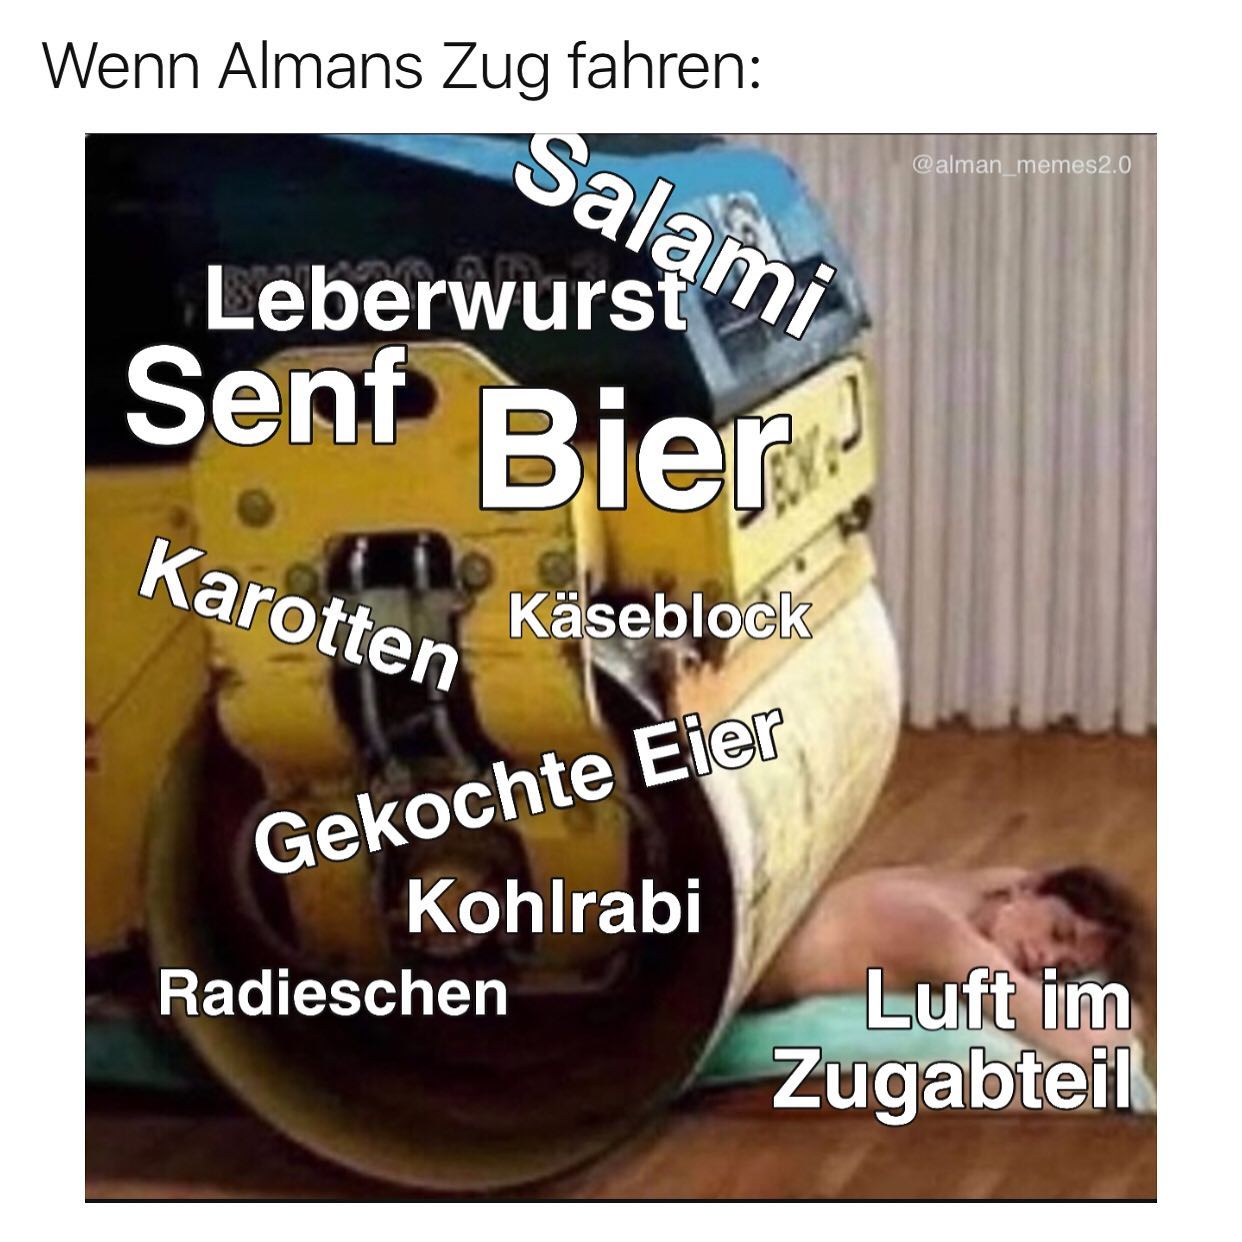 Wenn Almans Zug fahren:
@alman_memes2.0
Salami
Leberwurst
Senf
Bier
Karotten
Käseblock
Gekochte Eier
Kohlrabi
Radieschen
Luft im
Zugabteil